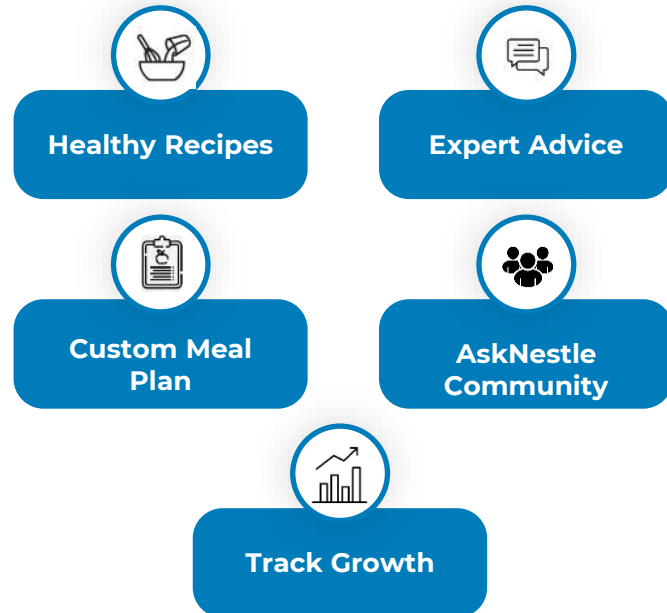 Healthy Recipes
Expert Advice
Custom Meal
Plan
AskNestle
Community
Track Growth